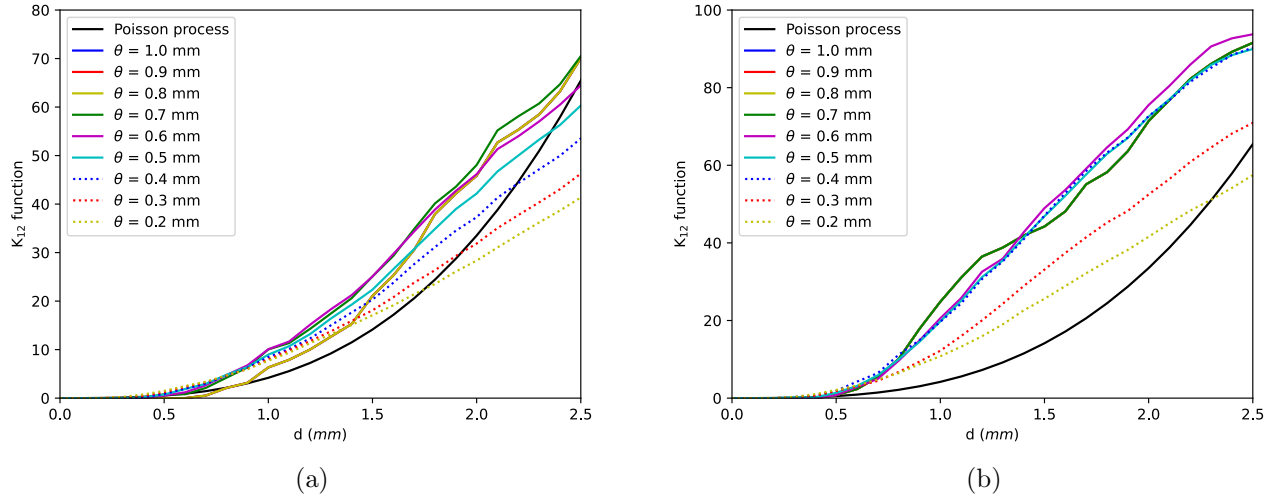 80
70
60
50
40
30
20
10
0
K₁₂ function
0.0 0.5 1.0 1.5 2.0 2.5
d (mm)
Poisson process
θ = 1.0 mm
θ = 0.9 mm
θ = 0.8 mm
θ = 0.7 mm
θ = 0.6 mm
θ = 0.5 mm
θ = 0.4 mm
θ = 0.3 mm
θ = 0.2 mm
(a)
100
80
60
40
20
0
K₁₂ function
0.0 0.5 1.0 1.5 2.0 2.5
d (mm)
Poisson process
θ = 1.0 mm
θ = 0.9 mm
θ = 0.8 mm
θ = 0.7 mm
θ = 0.6 mm
θ = 0.5 mm
θ = 0.4 mm
θ = 0.3 mm
θ = 0.2 mm
(b)